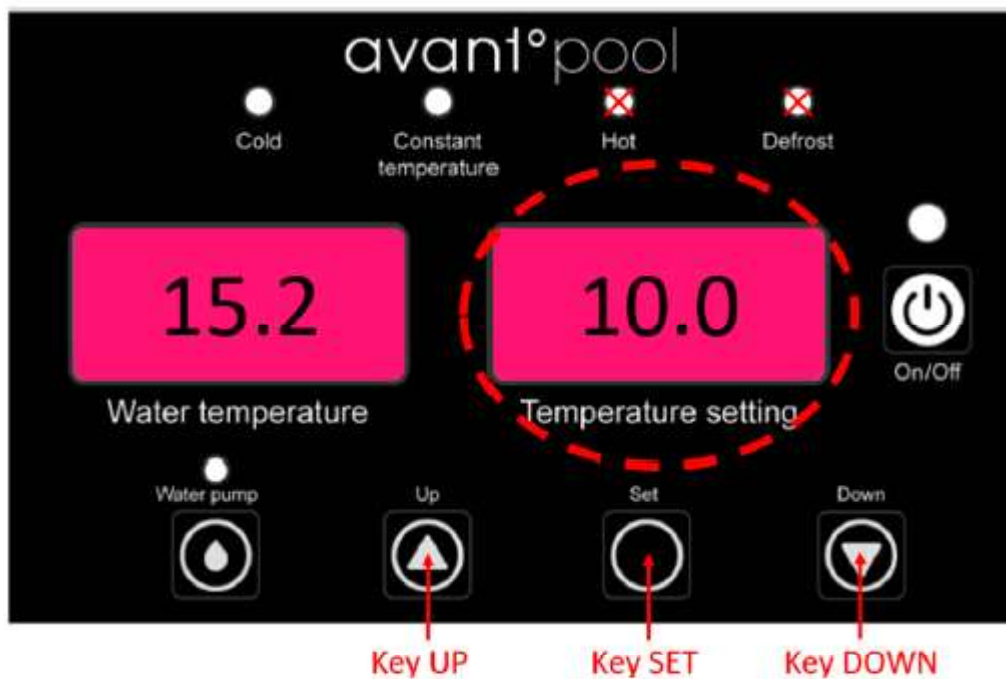 avant°pool
Cold Constant temperature Hot Defrost
15.2 10.0
On/Off
Water temperature Temperature setting
Water pump Up Set Down
Key UP Key SET Key DOWN